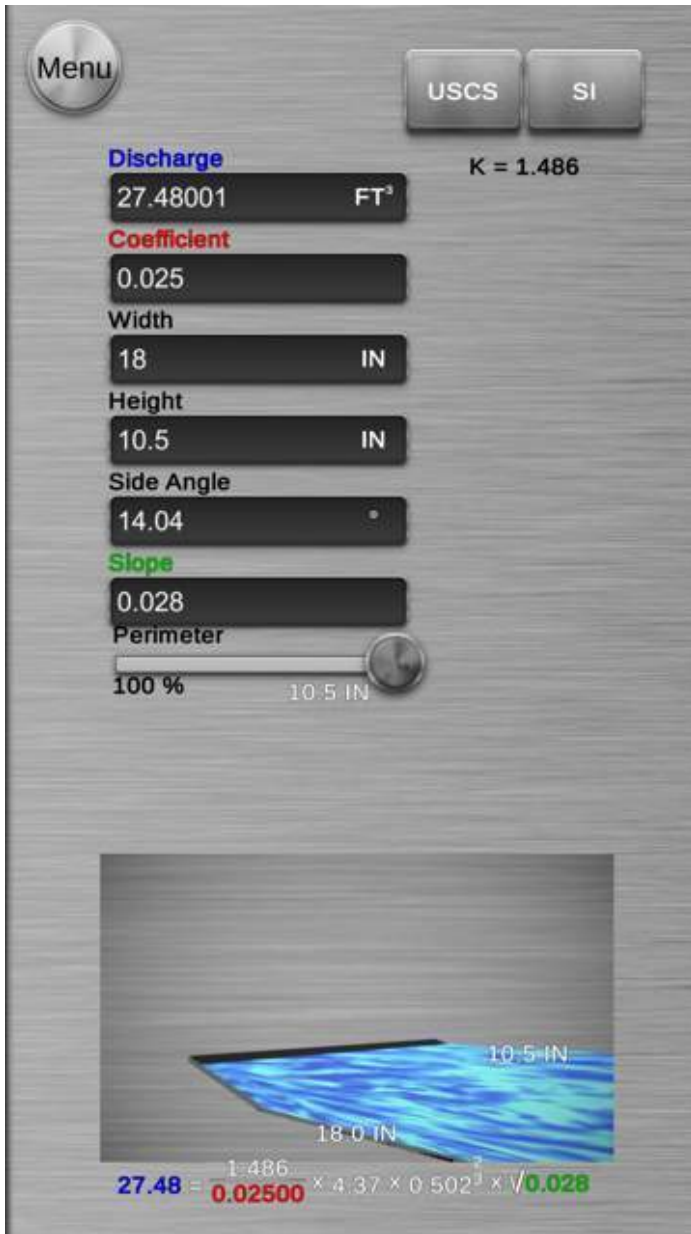 Menu
USCS SI
K = 1.486
Discharge
27.48001 FT³
Coefficient
0.025
Width
18 IN
Height
10.5 IN
Side Angle
14.04 °
Slope
0.028
Perimeter
100 %
10.5 IN
10.5 IN
18.0 IN
27.48 = 1.486/0.02500 × 4.37 × 0.502^2/3 × √0.028